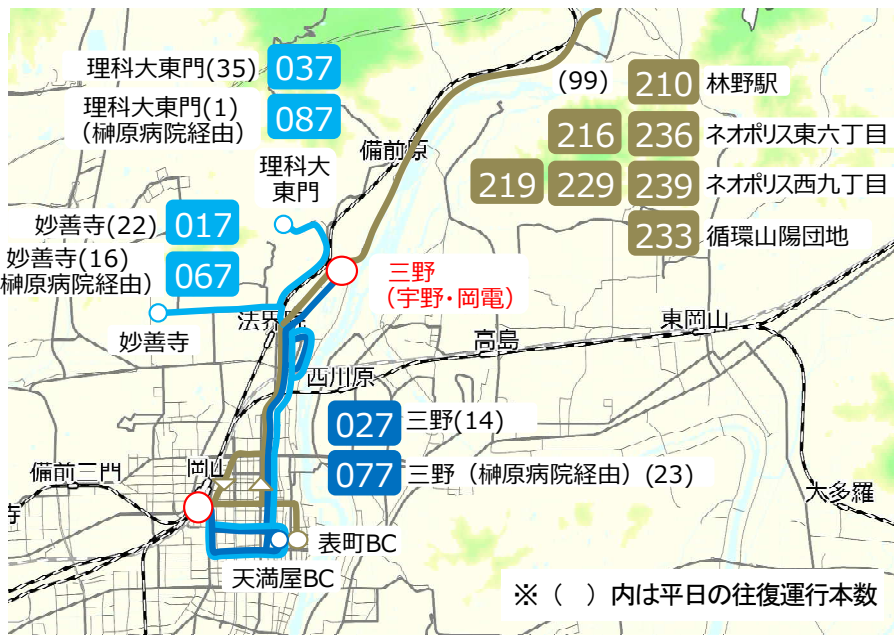 理科大東門(35) 037
理科大東門(1)
(榊原病院経由) 087
(99) 210 林野駅
216 236 ネオポリス東六丁目
219 229 239 ネオポリス西九丁目
233 循環山陽団地
備前原
理科大
東門
妙善寺(22) 017
妙善寺(16)
榊原病院経由) 067
三野
(宇野・岡電)
妙善寺
法界院
東岡山
高島
西川原
027 三野(14)
077 三野(榊原病院経由)(23)
備前三門
岡山
大多羅
寺
表町BC
天満屋BC
※( )内は平日の往復運行本数